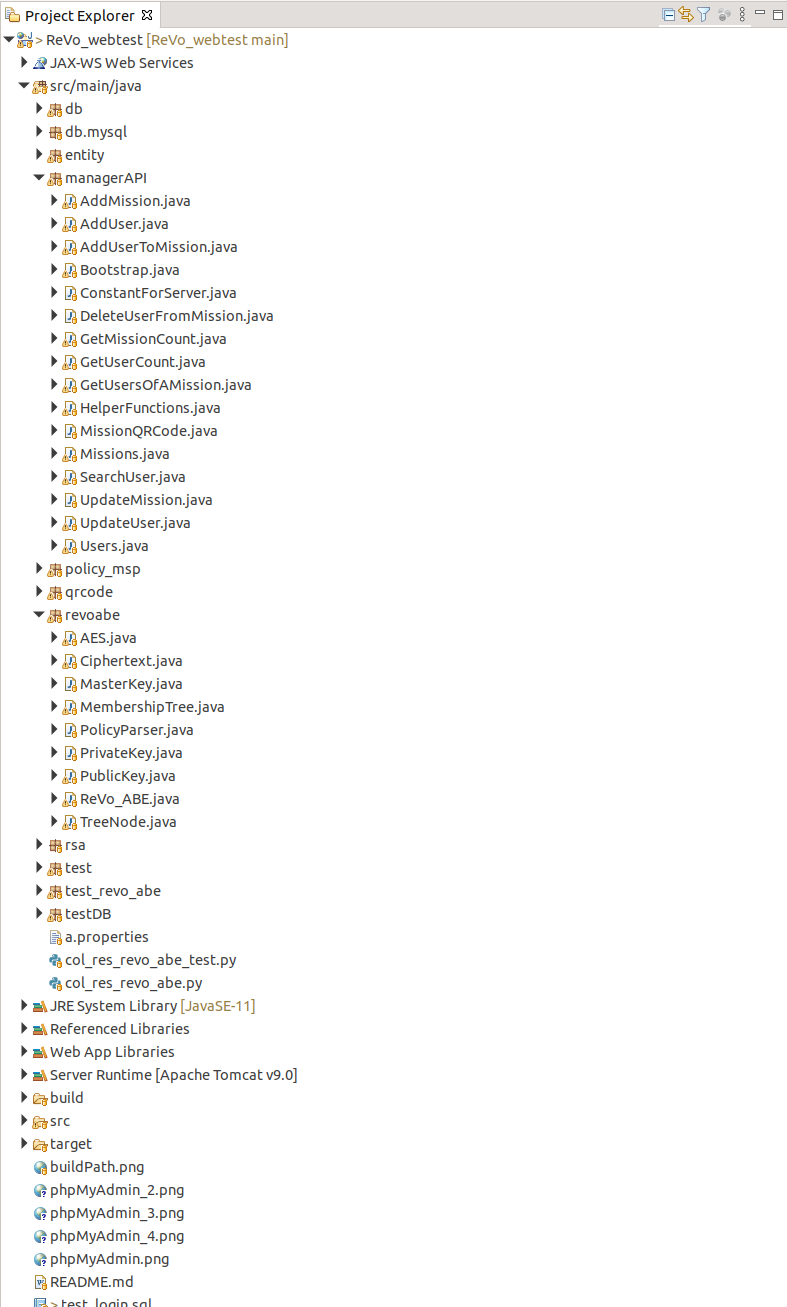 Project Explorer
> ReVo_webtest [ReVo_webtest main]
JAX-WS Web Services
src/main/java
db
db.mysql
entity
managerAPI
AddMission.java
AddUser.java
AddUserToMission.java
Bootstrap.java
ConstantForServer.java
DeleteUserFromMission.java
GetMissionCount.java
GetUserCount.java
GetUsersOfAMission.java
HelperFunctions.java
MissionQRCode.java
Missions.java
SearchUser.java
UpdateMission.java
UpdateUser.java
Users.java
policy_msp
qrcode
revoabe
AES.java
Ciphertext.java
MasterKey.java
MembershipTree.java
PolicyParser.java
PrivateKey.java
PublicKey.java
ReVo_ABE.java
TreeNode.java
rsa
test
test_revo_abe
testDB
a.properties
col_res_revo_abe_test.py
col_res_revo_abe.py
JRE System Library [JavaSE-11]
Referenced Libraries
Web App Libraries
Server Runtime [Apache Tomcat v9.0]
build
src
target
buildPath.png
phpMyAdmin_2.png
phpMyAdmin_3.png
phpMyAdmin_4.png
phpMyAdmin.png
README.md
> test_login.sql